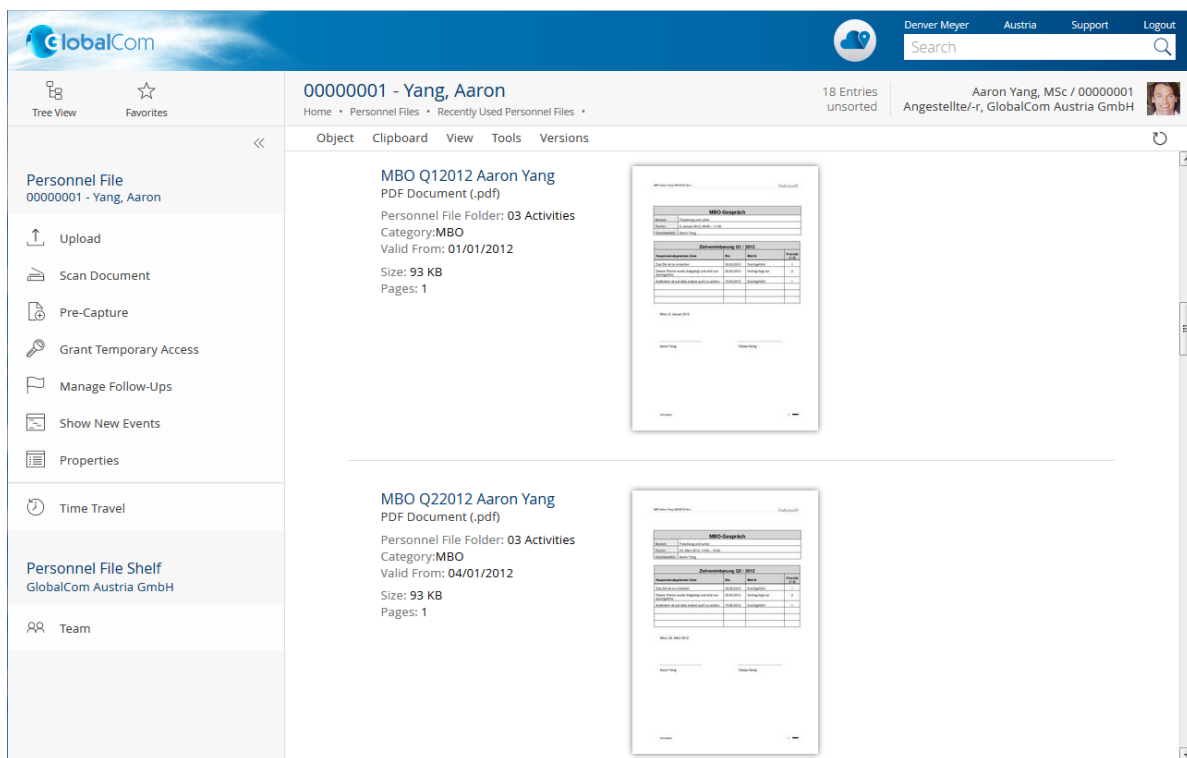 GlobalCom
Denver Meyer Austria Support Logout
Search
Tree View Favorites
00000001 - Yang, Aaron
Home • Personnel Files • Recently Used Personnel Files •
18 Entries
unsorted
Aaron Yang, MSc / 00000001
Angestellte/-r, GlobalCom Austria GmbH
Object Clipboard View Tools Versions
Personnel File
00000001 - Yang, Aaron
Upload
Scan Document
Pre-Capture
Grant Temporary Access
Manage Follow-Ups
Show New Events
Properties
Time Travel
Personnel File Shelf
GlobalCom Austria GmbH
Team
MBO Q12012 Aaron Yang
PDF Document (.pdf)
Personnel File Folder: 03 Activities
Category:MBO
Valid From: 01/01/2012
Size: 93 KB
Pages: 1
MBO-Gespräch
Zielvereinbarung Q1 / 2012
Aaron Yang
MBO Q22012 Aaron Yang
PDF Document (.pdf)
Personnel File Folder: 03 Activities
Category:MBO
Valid From: 04/01/2012
Size: 93 KB
Pages: 1
MBO-Gespräch
Zielvereinbarung Q2 / 2012
Aaron Yang